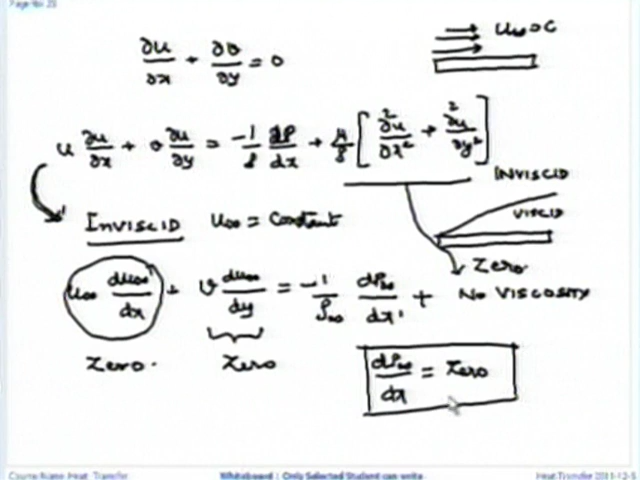 Page No: 23
∂u/∂x + ∂v/∂y = 0
U∞ = C
u ∂u/∂x + v ∂u/∂y = -1/ρ dP/dx + μ/ρ [ ∂²u/∂x² + ∂²u/∂y² ]
INVISCID
VISCID
INVISCID U∞ = Constant
Zero
NO VISCOSITY
U∞ dU∞/dx + v dU∞/dy = -1/ρ∞ dP∞/dx +
Zero. Zero
dP∞/dx = Zero
Course Name: Heat Transfer Whiteboard | Only Selected Student can write Heat Transfer 2011-12-5